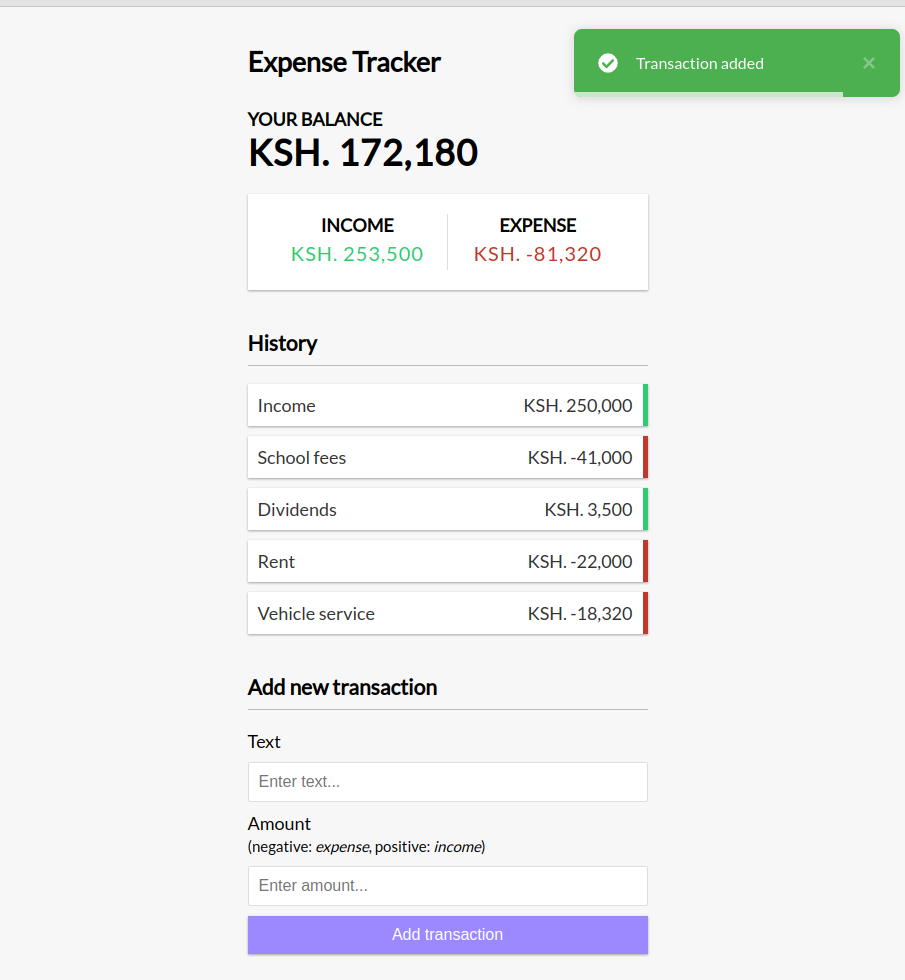 Expense Tracker
Transaction added
YOUR BALANCE
KSH. 172,180
INCOME EXPENSE
KSH. 253,500 KSH. -81,320
History
Income KSH. 250,000
School fees KSH. -41,000
Dividends KSH. 3,500
Rent KSH. -22,000
Vehicle service KSH. -18,320
Add new transaction
Text
Enter text...
Amount
(negative: expense, positive: income)
Enter amount...
Add transaction